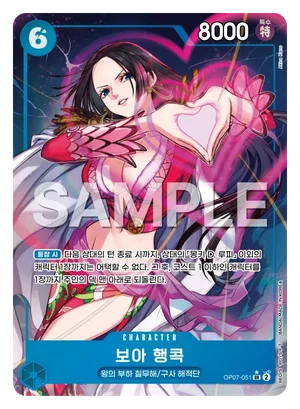 6
8000
특수
特
SAMPLE
등장 시 다음 상대의 턴 종료 시까지, 상대의 「몽키 D. 루피」 이외의
캐릭터 1장까지는 어택할 수 없다. 그 후, 코스트 1 이하인 캐릭터를
1장까지 주인의 덱 맨 아래로 되돌린다.
CHARACTER
보아 행콕
왕의 부하 칠무해/구사 해적단
OP07-051 SR 2